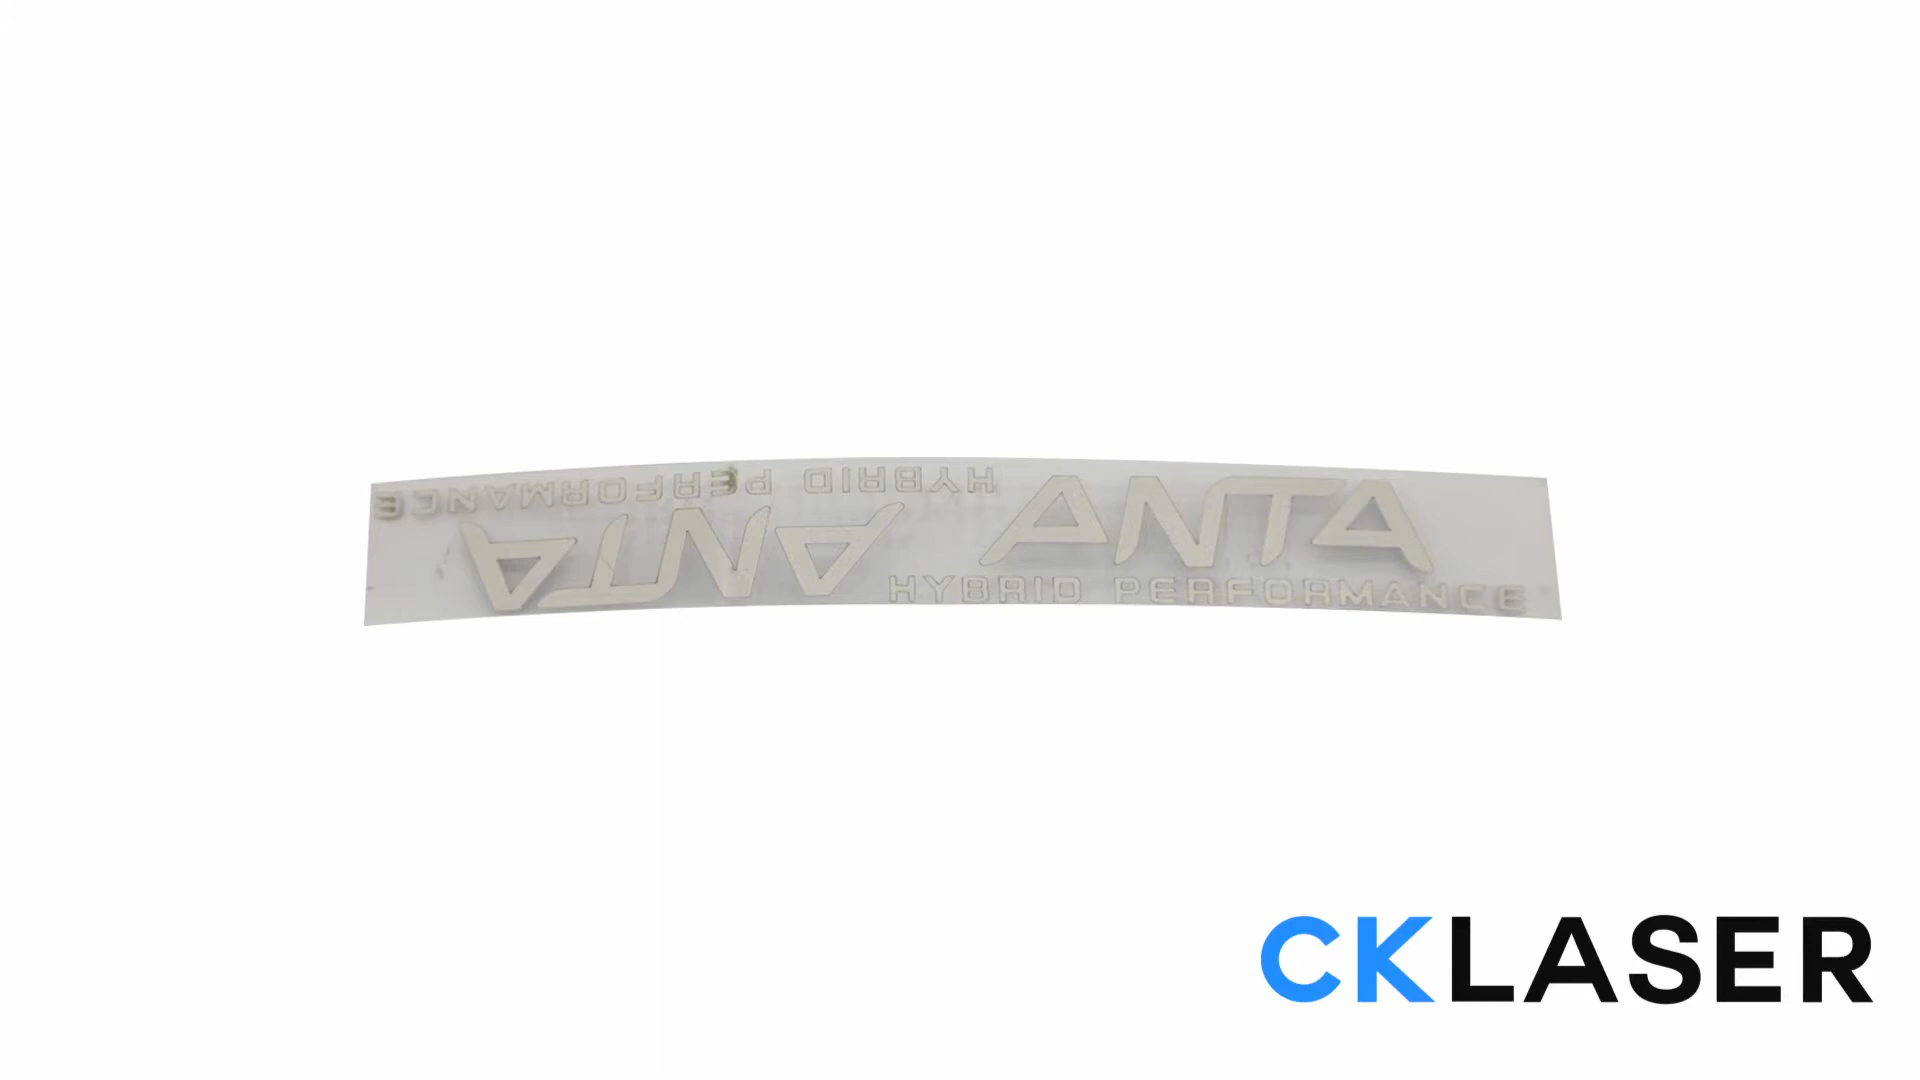 HYBRID PERFORMANCE
ANTA
ANTA
HYBRID PERFORMANCE
CKLASER